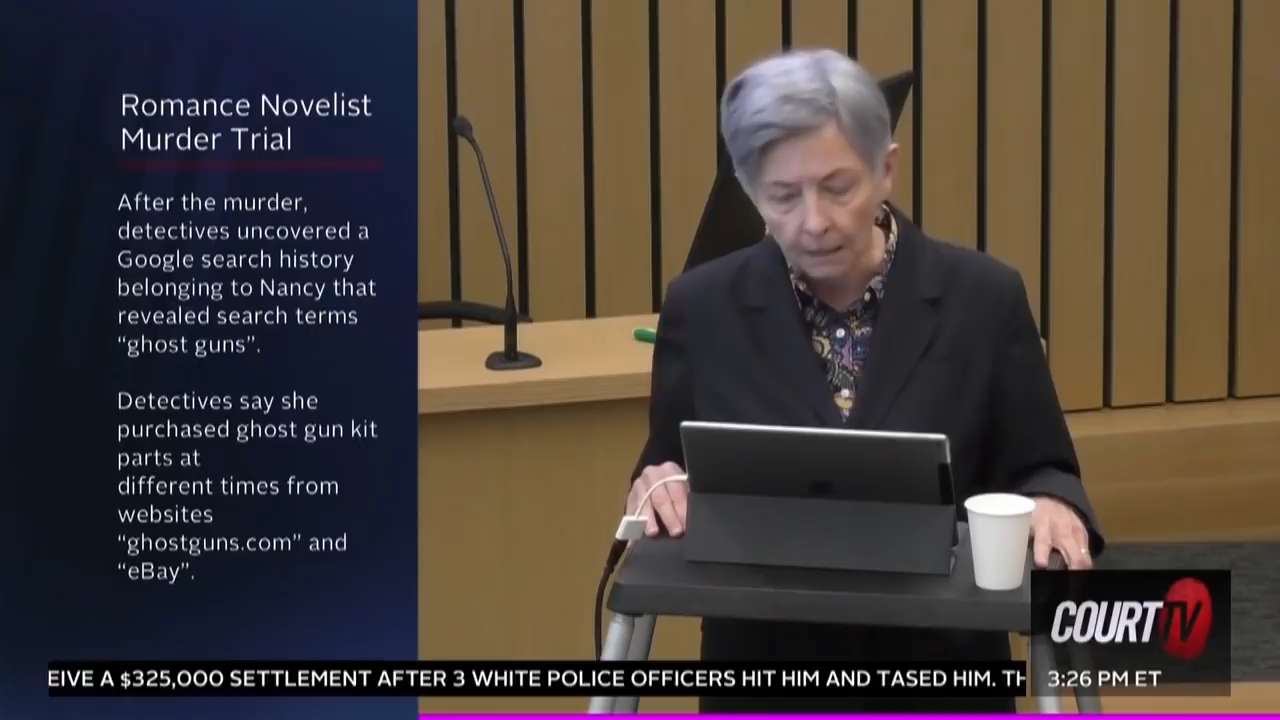 Romance Novelist
Murder Trial
After the murder,
detectives uncovered a
Google search history
belonging to Nancy that
revealed search terms
“ghost guns”.
Detectives say she
purchased ghost gun kit
parts at
different times from
websites
“ghostguns.com” and
“eBay”.
COURT TV
EIVE A $325,000 SETTLEMENT AFTER 3 WHITE POLICE OFFICERS HIT HIM AND TASED HIM. TH
3:26 PM ET